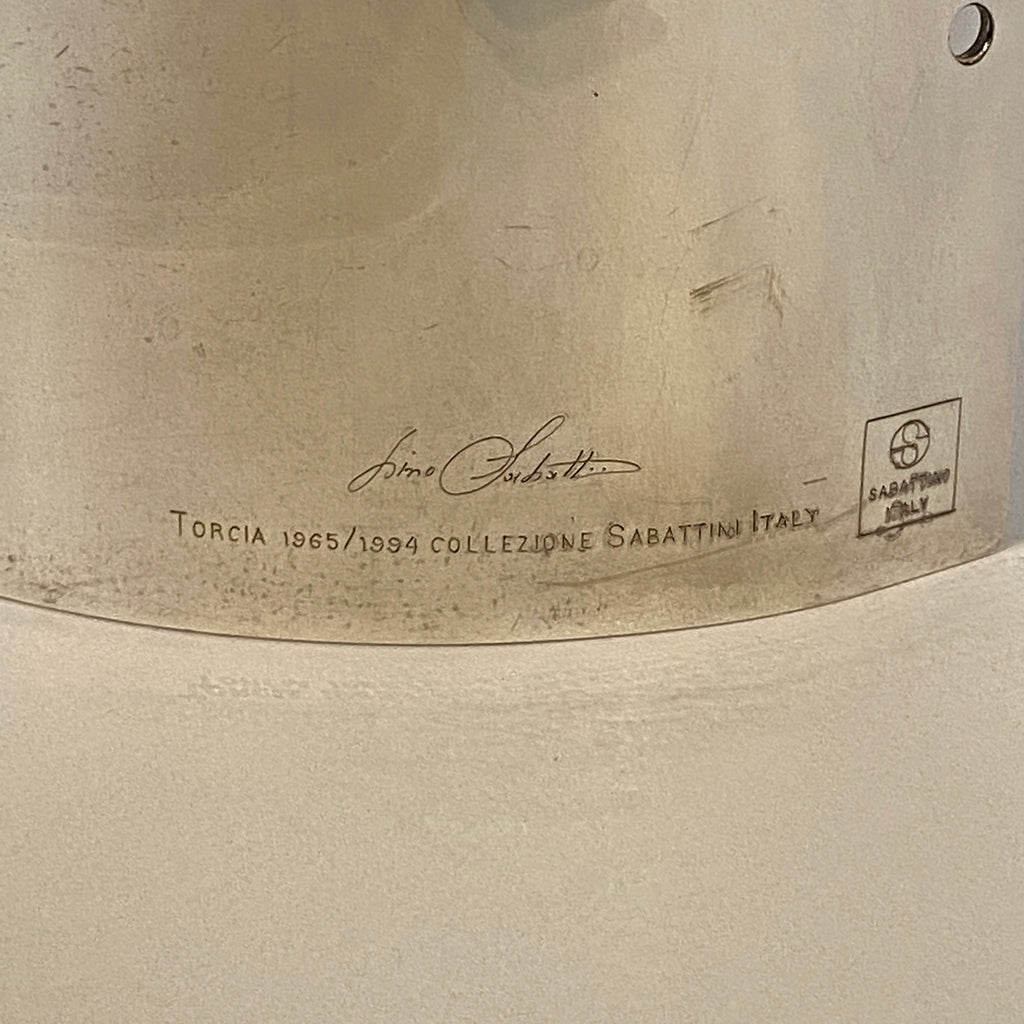 Lino Sabattini
TORCIA 1965/1994 COLLEZIONE SABATTINI ITALY
S
SABATTINI
ITALY